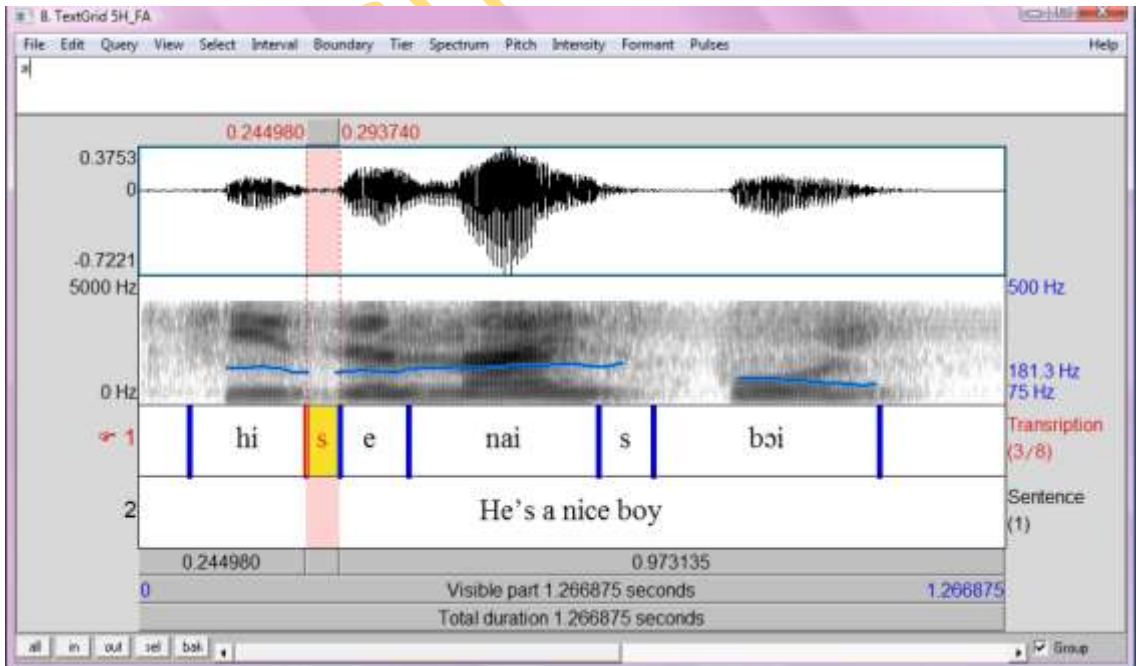 8. TextGrid 5H_FA
File Edit Query View Select Interval Boundary Tier Spectrum Pitch Intensity Formant Pulses Help
s
0.244980 0.293740
0.3753
0
-0.7221
5000 Hz 500 Hz
181.3 Hz
0 Hz 75 Hz
1 hi s e nai s bɔi Transription
(3/8)
2 He's a nice boy Sentence
(1)
0.244980 0.973135
0 Visible part 1.266875 seconds 1.266875
Total duration 1.266875 seconds
all in out sel bak Group